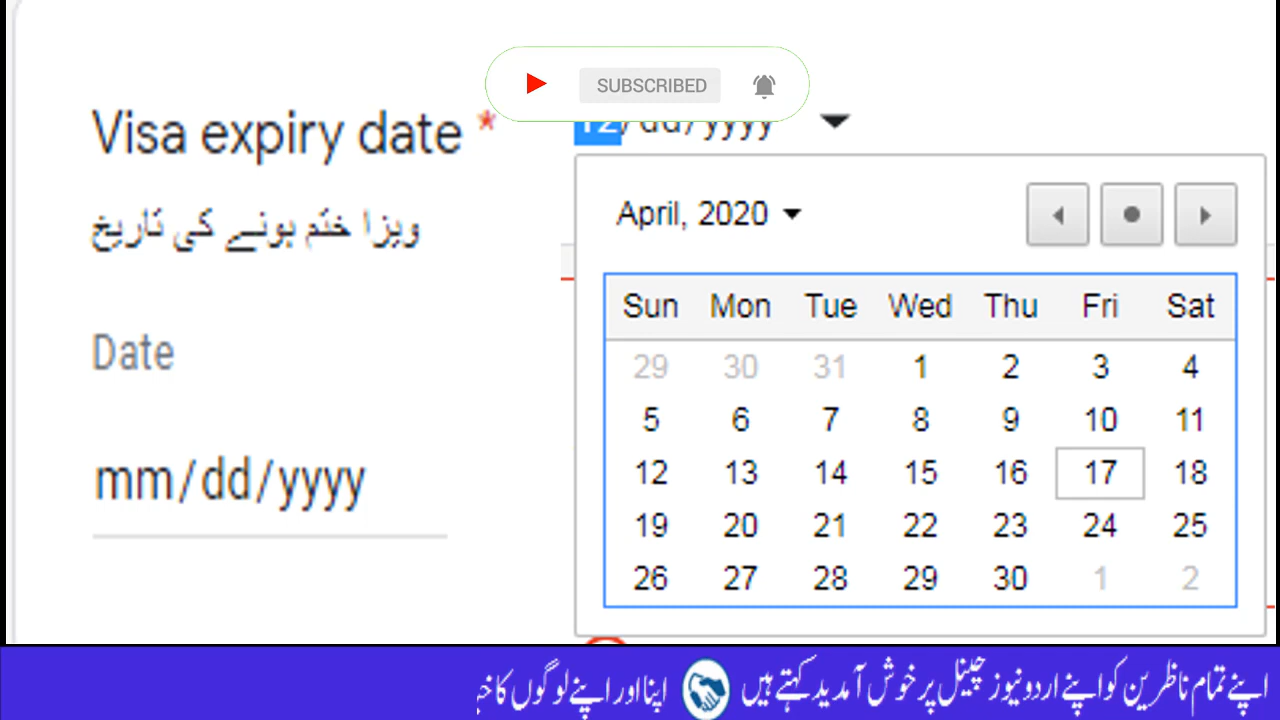 SUBSCRIBED
Visa expiry date *
12/dd/yyyy
ویزا ختم ہونے کی تاریخ
April, 2020
Sun Mon Tue Wed Thu Fri Sat
29 30 31 1 2 3 4
Date
5 6 7 8 9 10 11
mm/dd/yyyy
12 13 14 15 16 17 18
19 20 21 22 23 24 25
26 27 28 29 30 1 2
اپنے تمام ناظرین کو اپنے اردو نیوز چینل پر خوش آمدید کہتے ہیں اپنا اور اپنے لوگوں کا